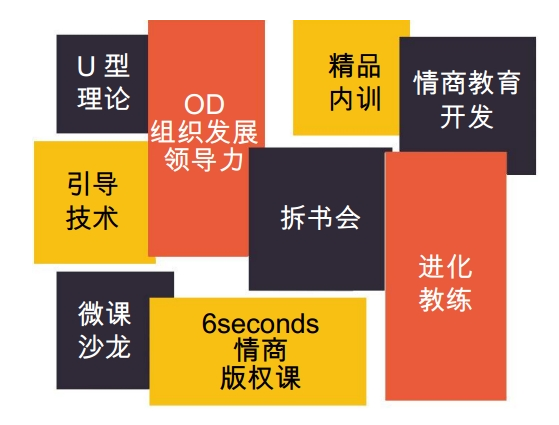 U 型
理论
OD
组织发展
领导力
精品
内训
情商教育
开发
引导
技术
拆书会
进化
教练
微课
沙龙
6seconds
情商
版权课